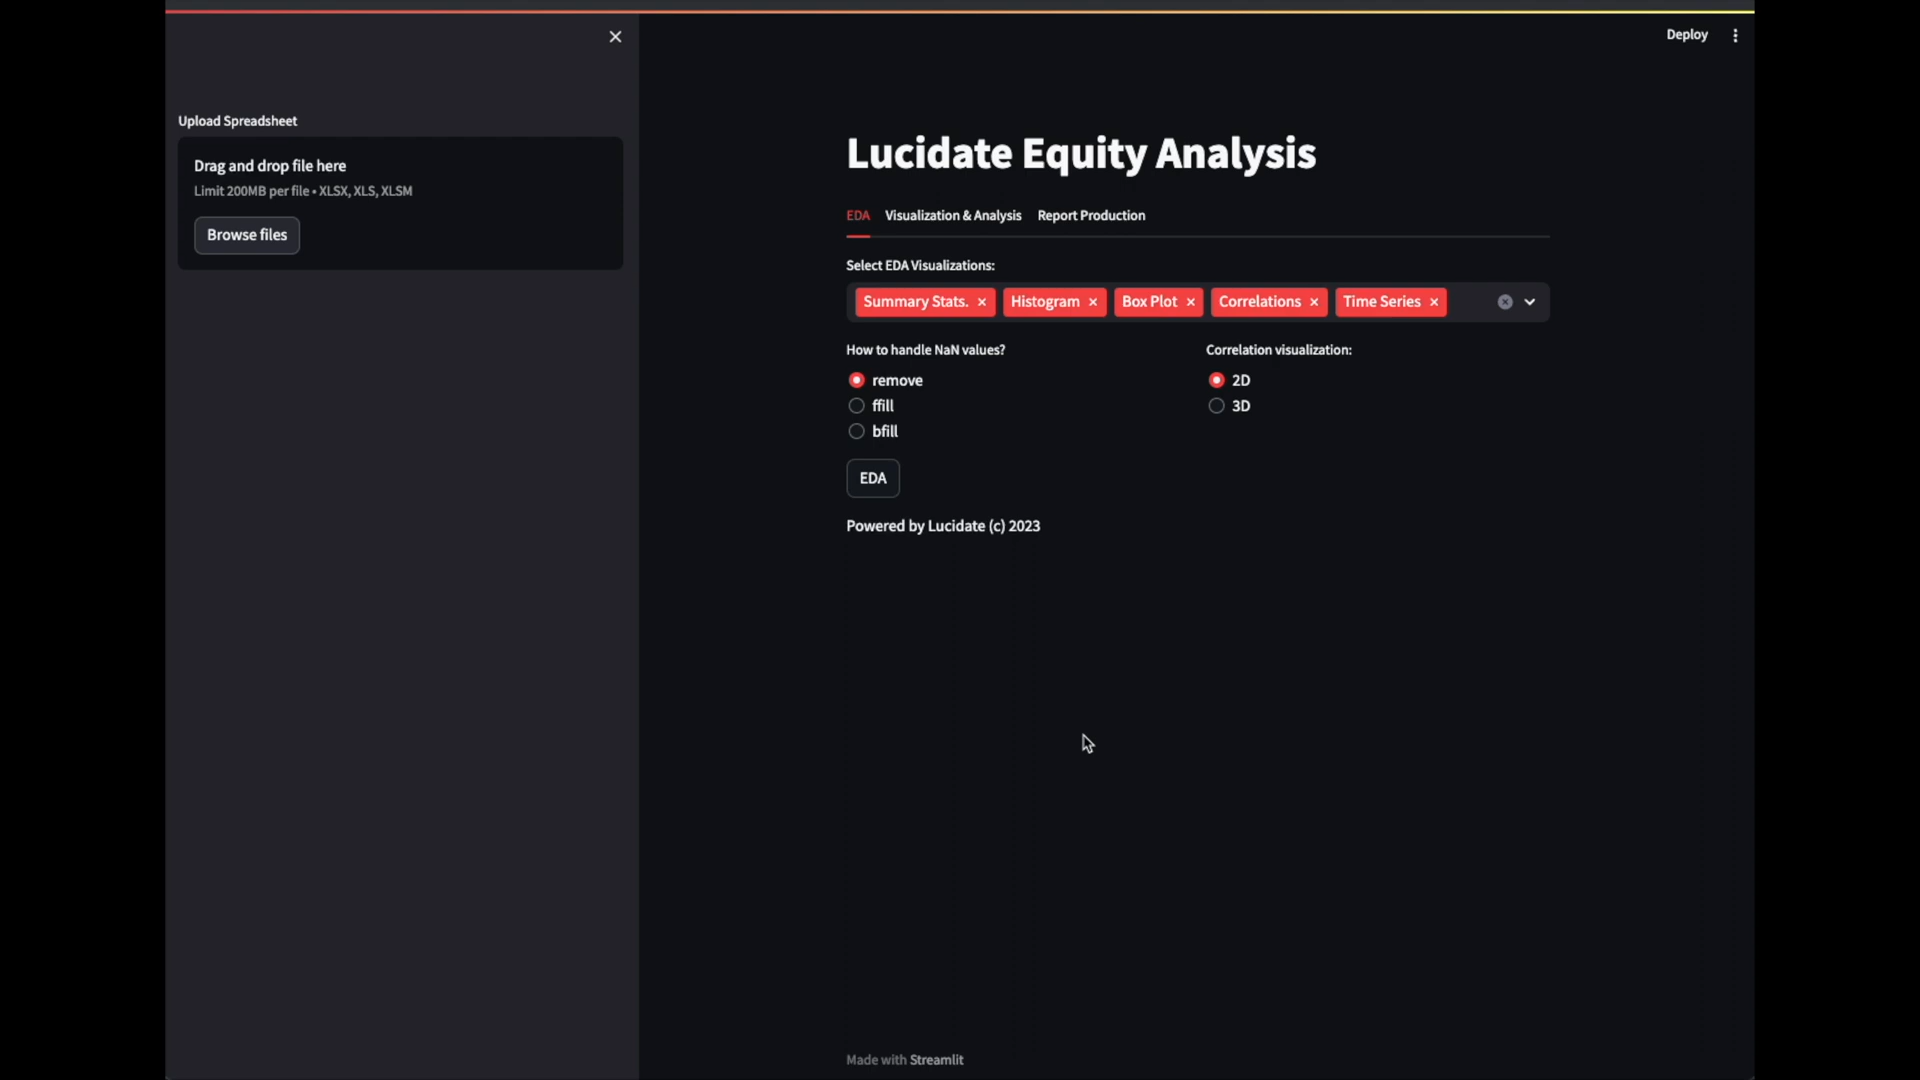 Deploy
Upload Spreadsheet
Drag and drop file here
Limit 200MB per file • XLSX, XLS, XLSM
Browse files
Lucidate Equity Analysis
EDA Visualization & Analysis Report Production
Select EDA Visualizations:
Summary Stats. Histogram Box Plot Correlations Time Series
How to handle NaN values? Correlation visualization:
remove 2D
ffill 3D
bfill
EDA
Powered by Lucidate (c) 2023
Made with Streamlit